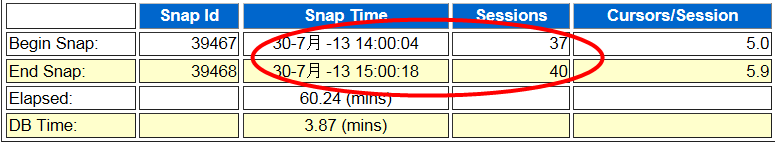 Snap Id Snap Time Sessions Cursors/Session
Begin Snap: 39467 30-7月 -13 14:00:04 37 5.0
End Snap: 39468 30-7月 -13 15:00:18 40 5.9
Elapsed: 60.24 (mins)
DB Time: 3.87 (mins)